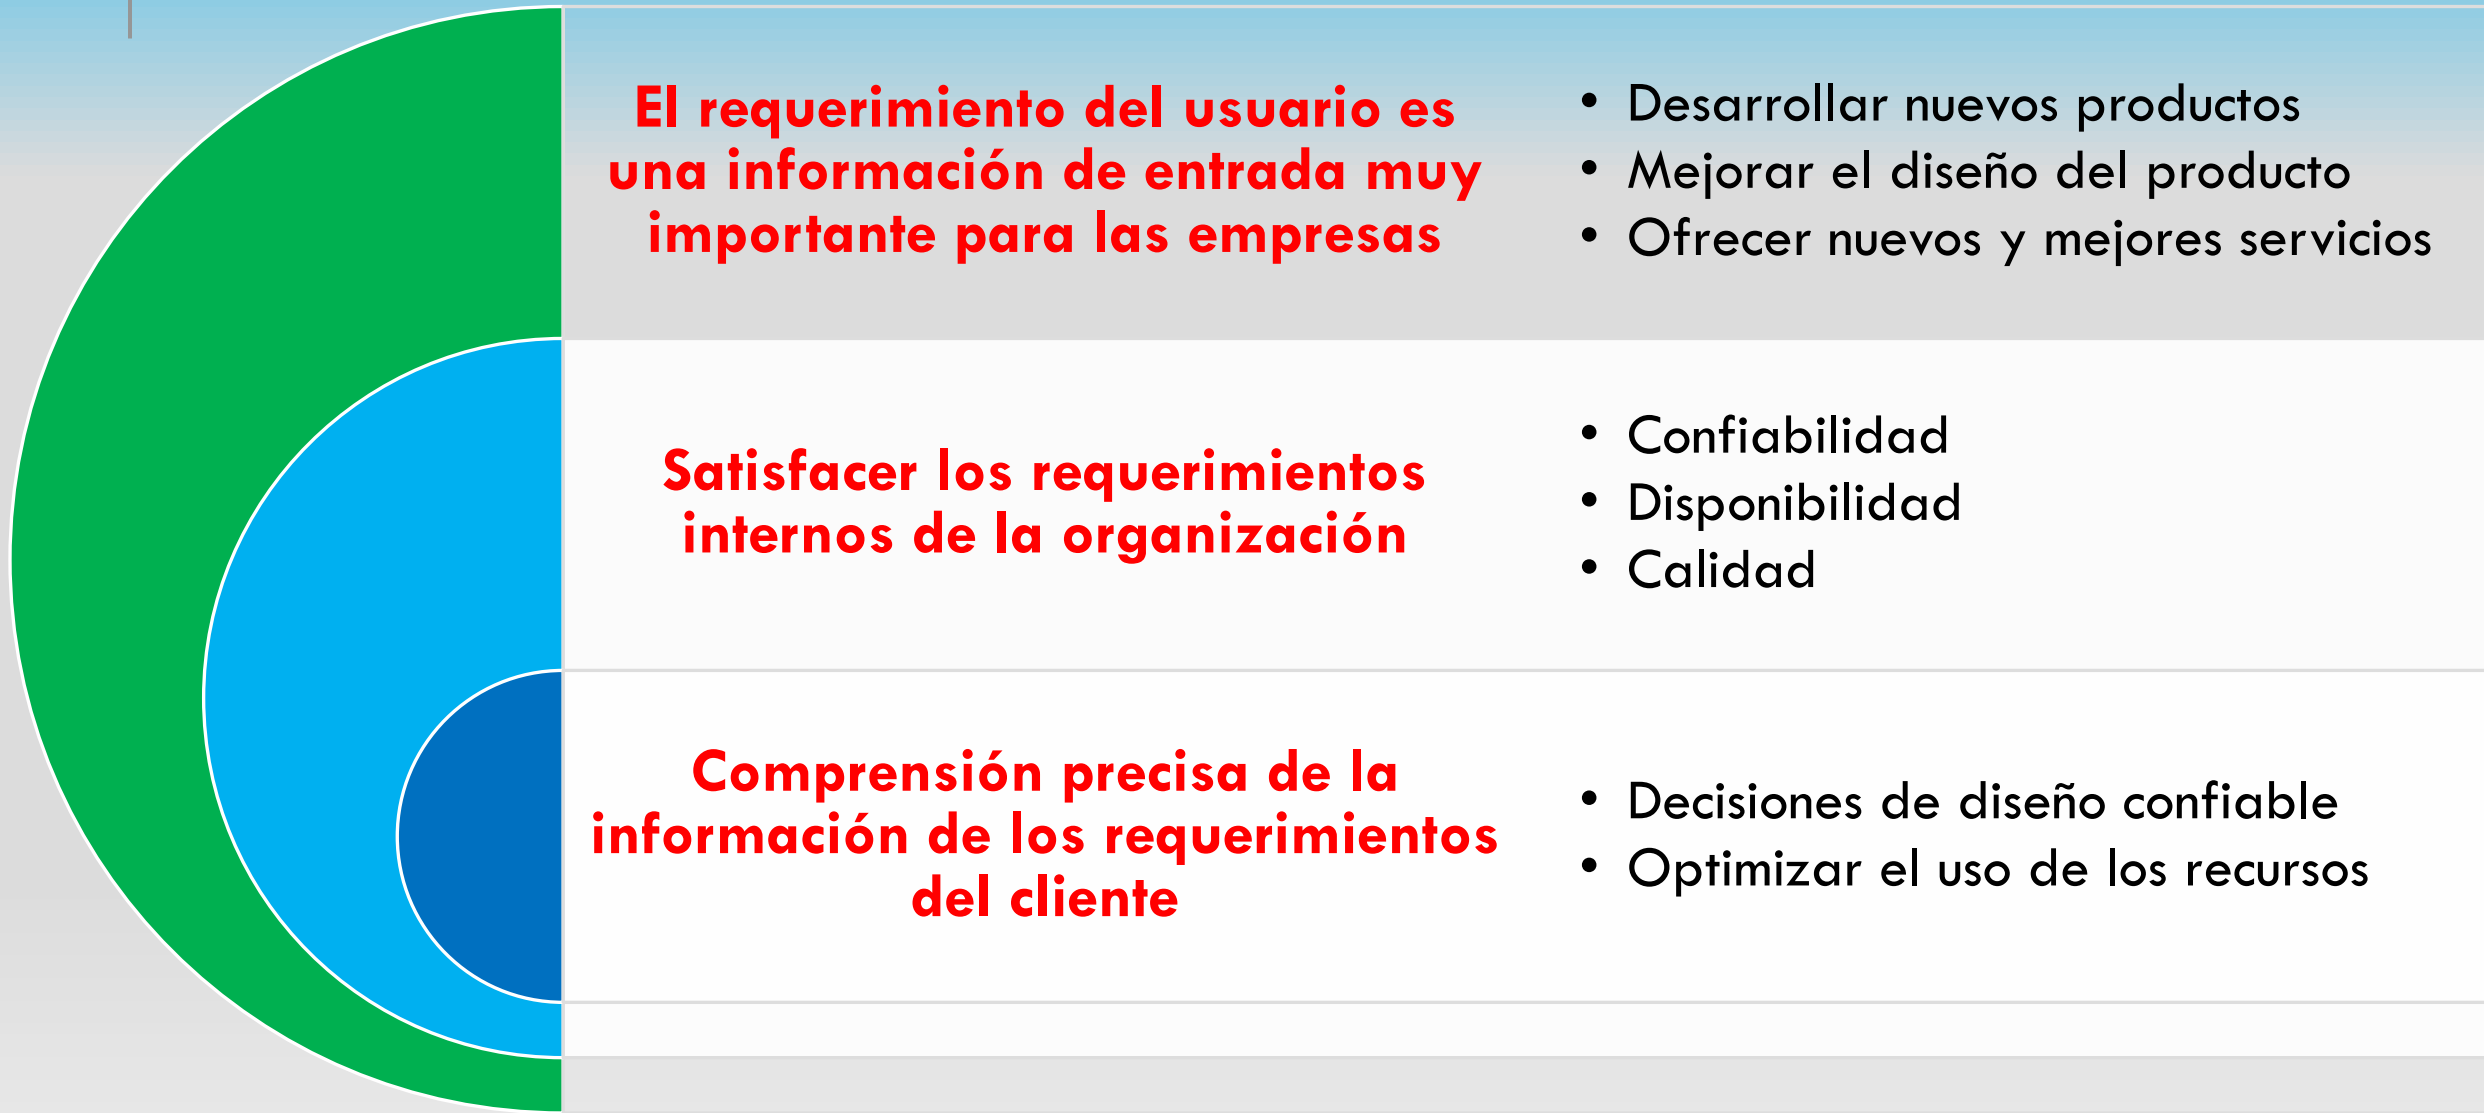 El requerimiento del usuario es
una información de entrada muy
importante para las empresas
• Desarrollar nuevos productos
• Mejorar el diseño del producto
• Ofrecer nuevos y mejores servicios
Satisfacer los requerimientos
internos de la organización
• Confiabilidad
• Disponibilidad
• Calidad
Comprensión precisa de la
información de los requerimientos
del cliente
• Decisiones de diseño confiable
• Optimizar el uso de los recursos